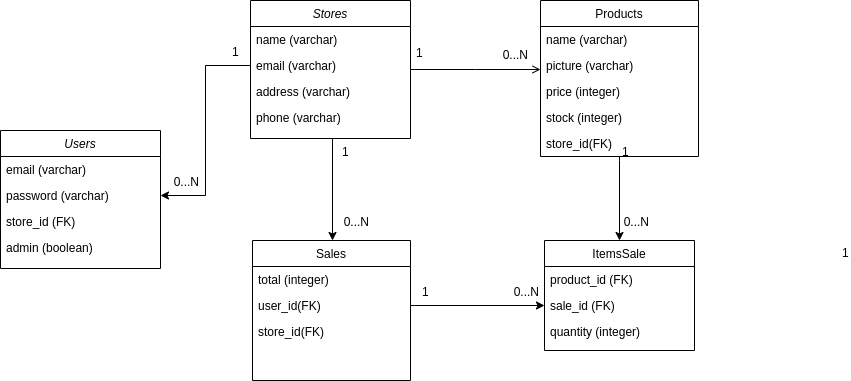 Stores
name (varchar)
email (varchar)
address (varchar)
phone (varchar)
Products
name (varchar)
picture (varchar)
price (integer)
stock (integer)
store_id(FK)
1
1
0...N
Users
email (varchar)
password (varchar)
store_id (FK)
admin (boolean)
0...N
1
0...N
1
0...N
Sales
total (integer)
user_id(FK)
store_id(FK)
1
0...N
ItemsSale
product_id (FK)
sale_id (FK)
quantity (integer)
1